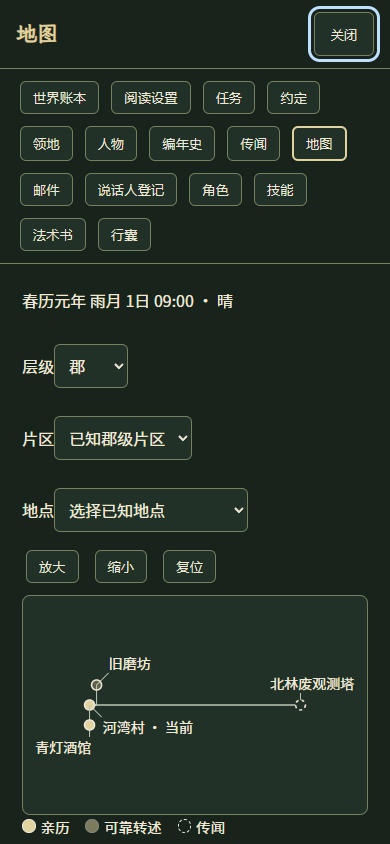 地图 关闭
世界账本 阅读设置 任务 约定
领地 人物 编年史 传闻 地图
邮件 说话人登记 角色 技能
法术书 行囊
春历元年 雨月 1日 09:00 · 晴
层级 郡
片区 已知郡级片区
地点 选择已知地点
放大 缩小 复位
旧磨坊
北林废观测塔
河湾村 · 当前
青灯酒馆
亲历 可靠转述 传闻